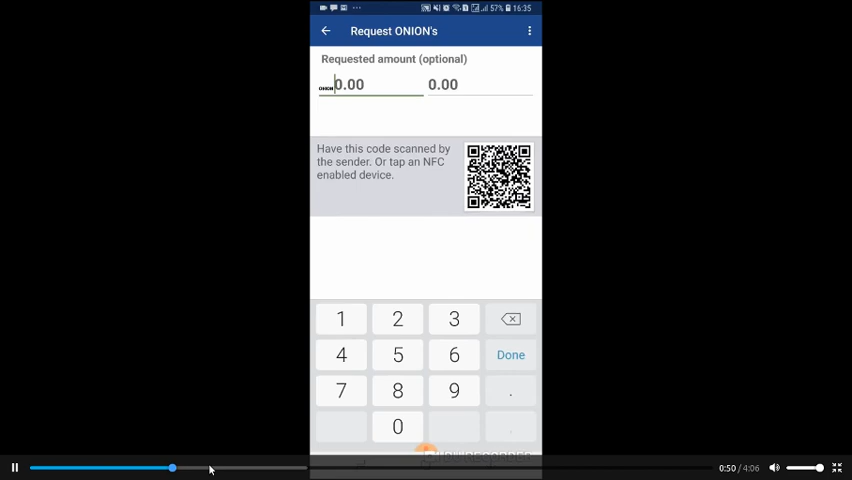 57% 16:35
Request ONION's
Requested amount (optional)
ONION 0.00 0.00
Have this code scanned by
the sender. Or tap an NFC
enabled device.
1 2 3
4 5 6 Done
7 8 9 .
0 .
0:50 / 4:06